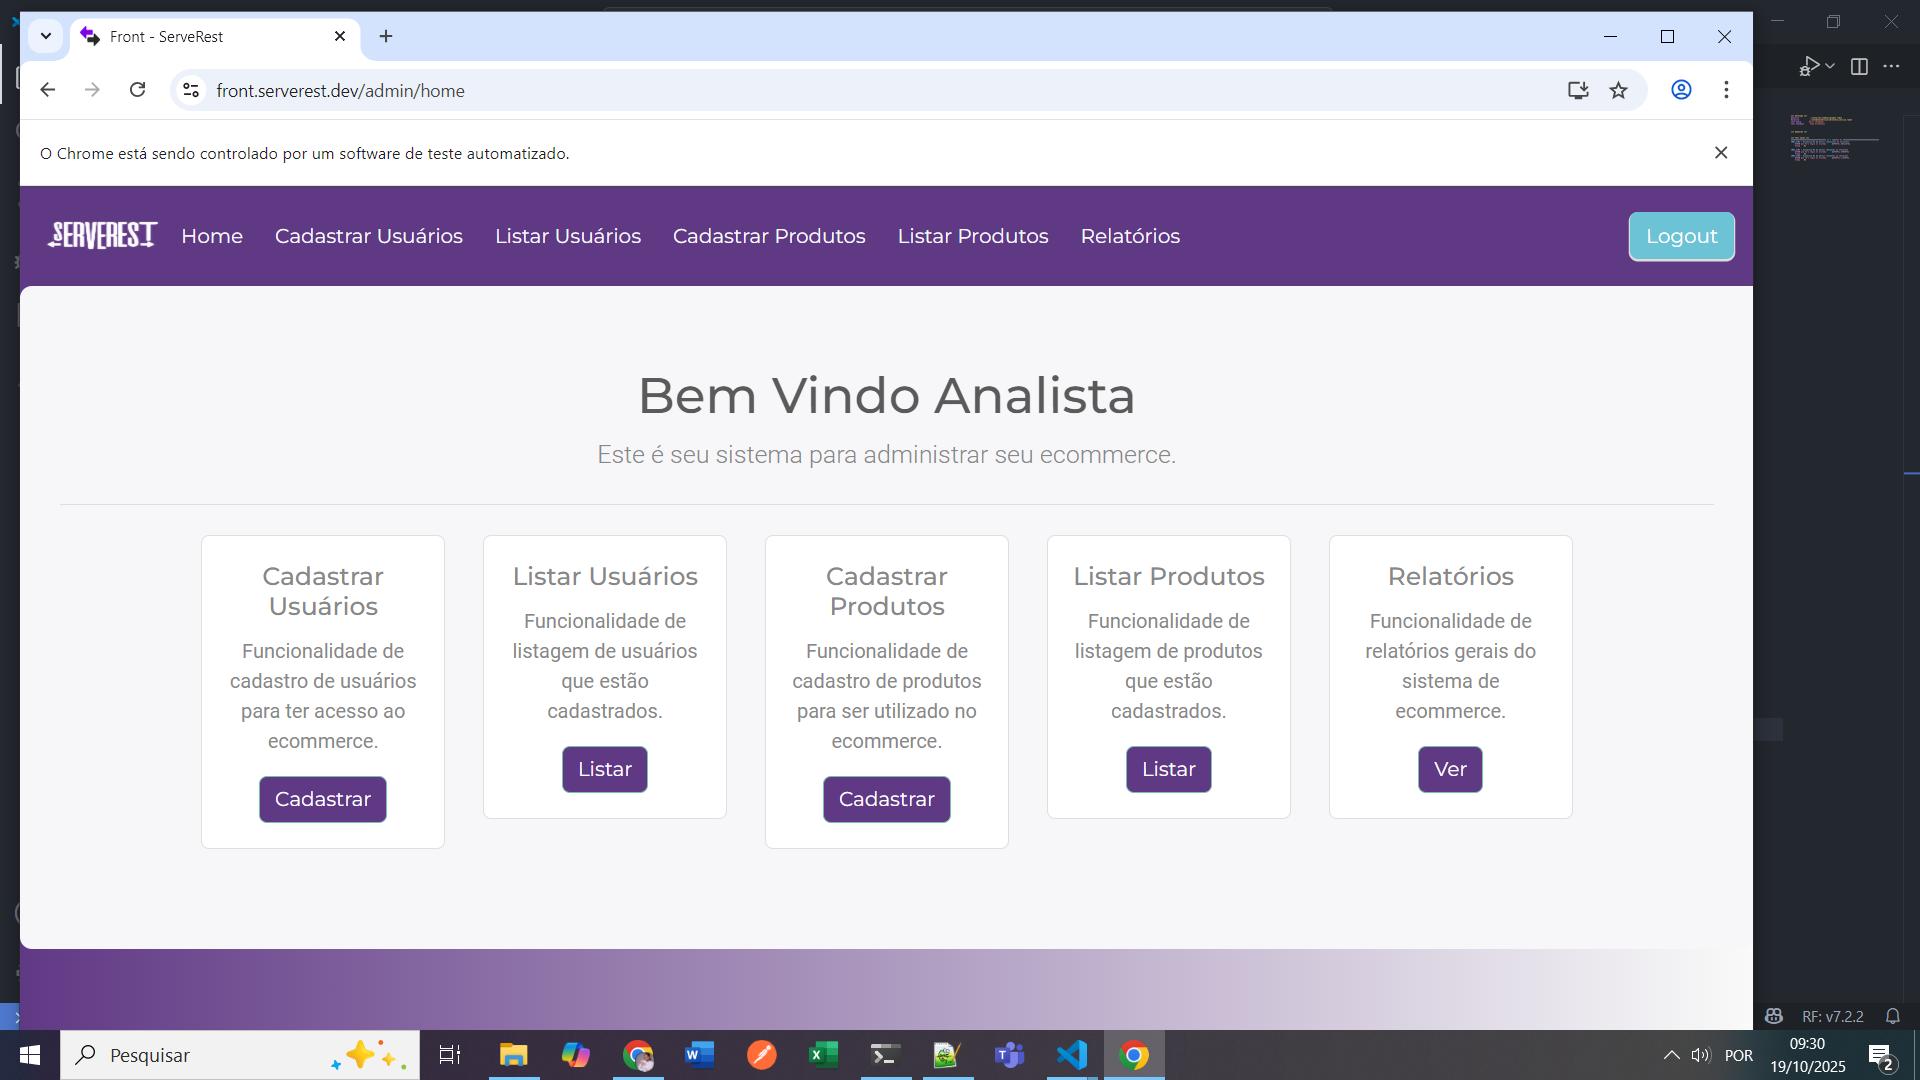 Front - ServeRest
front.serverest.dev/admin/home
O Chrome está sendo controlado por um software de teste automatizado.
SERVEREST
Home
Cadastrar Usuários
Listar Usuários
Cadastrar Produtos
Listar Produtos
Relatórios
Logout
Bem Vindo Analista
Este é seu sistema para administrar seu ecommerce.
Cadastrar
Usuários
Funcionalidade de
cadastro de usuários
para ter acesso ao
ecommerce.
Cadastrar
Listar Usuários
Funcionalidade de
listagem de usuários
que estão
cadastrados.
Listar
Cadastrar
Produtos
Funcionalidade de
cadastro de produtos
para ser utilizado no
ecommerce.
Cadastrar
Listar Produtos
Funcionalidade de
listagem de produtos
que estão
cadastrados.
Listar
Relatórios
Funcionalidade de
relatórios gerais do
sistema de
ecommerce.
Ver
RF: v7.2.2
Pesquisar
POR
09:30
19/10/2025
2